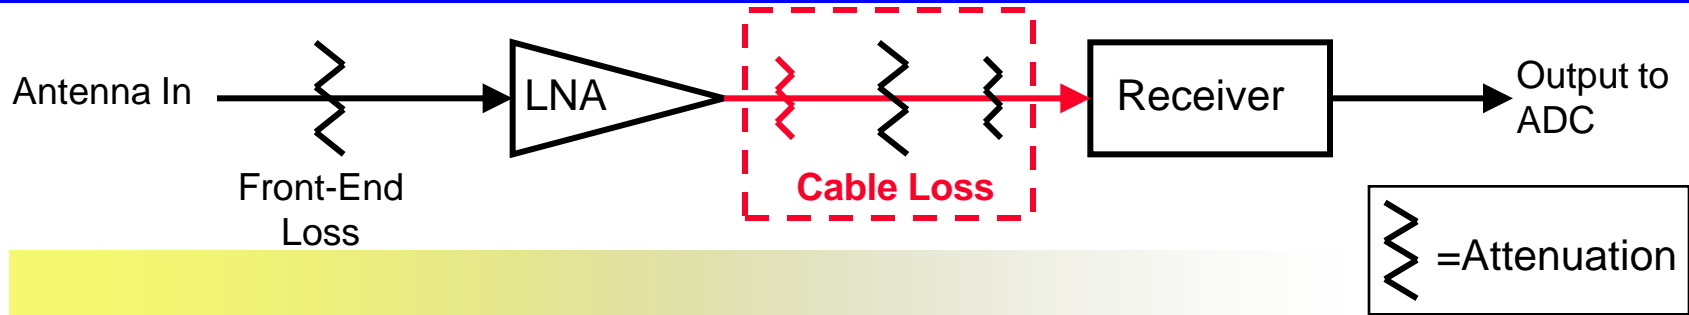 Antenna In
Front-End
Loss
LNA
Cable Loss
Receiver
Output to
ADC
=Attenuation